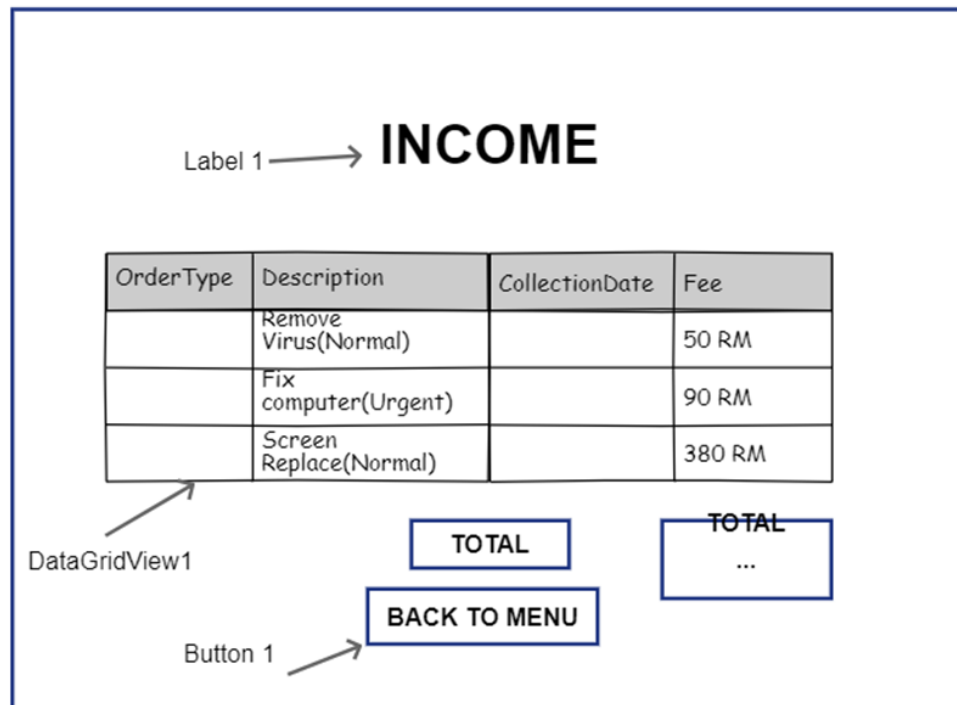 INCOME
Label 1
OrderType Description CollectionDate Fee
Remove
Virus(Normal) 50 RM
Fix
computer(Urgent) 90 RM
Screen
Replace(Normal) 380 RM
DataGridView1
TOTAL
TOTAL
...
BACK TO MENU
Button 1